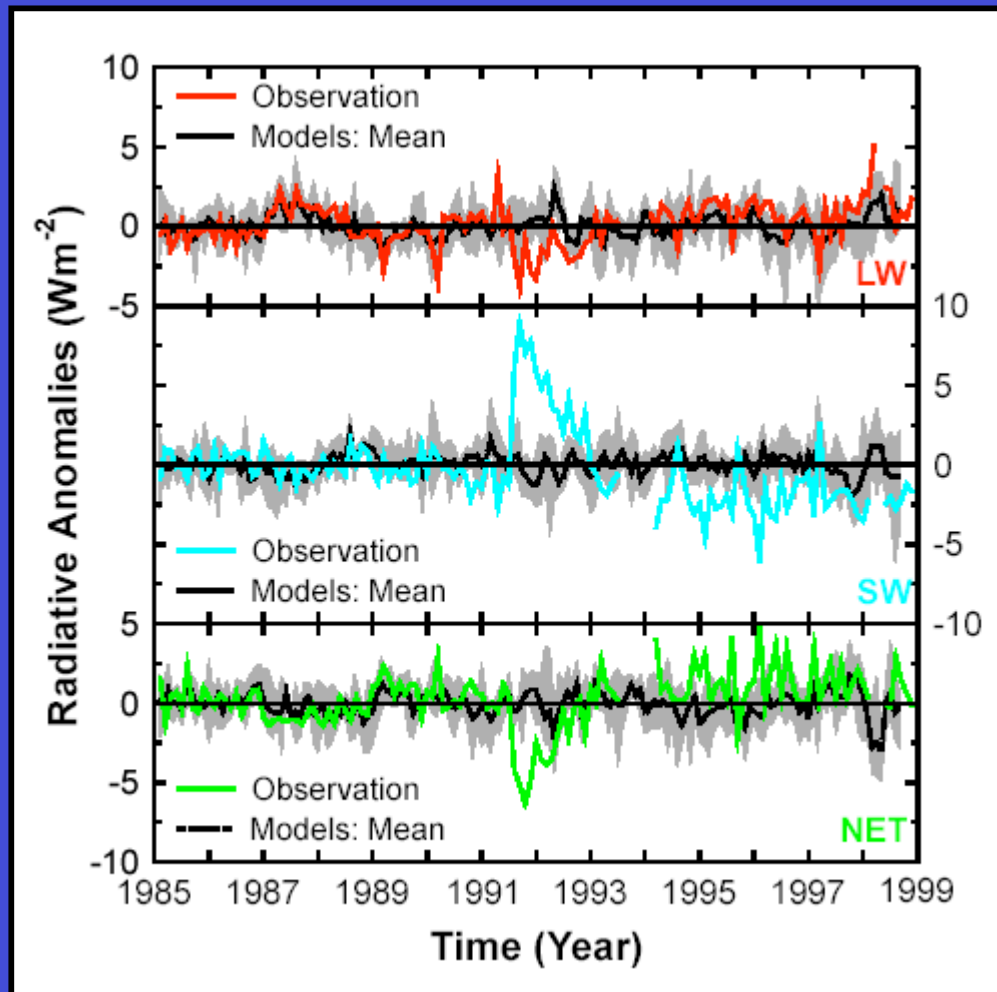 10
Observation
Models: Mean
5
0
LW
-5
10
5
0
Observation
-5
Models: Mean
SW
5
-10
0
-5
Observation
Models: Mean
NET
-10
1985 1987 1989 1991 1993 1995 1997 1999
Time (Year)
Radiative Anomalies (Wm-2)